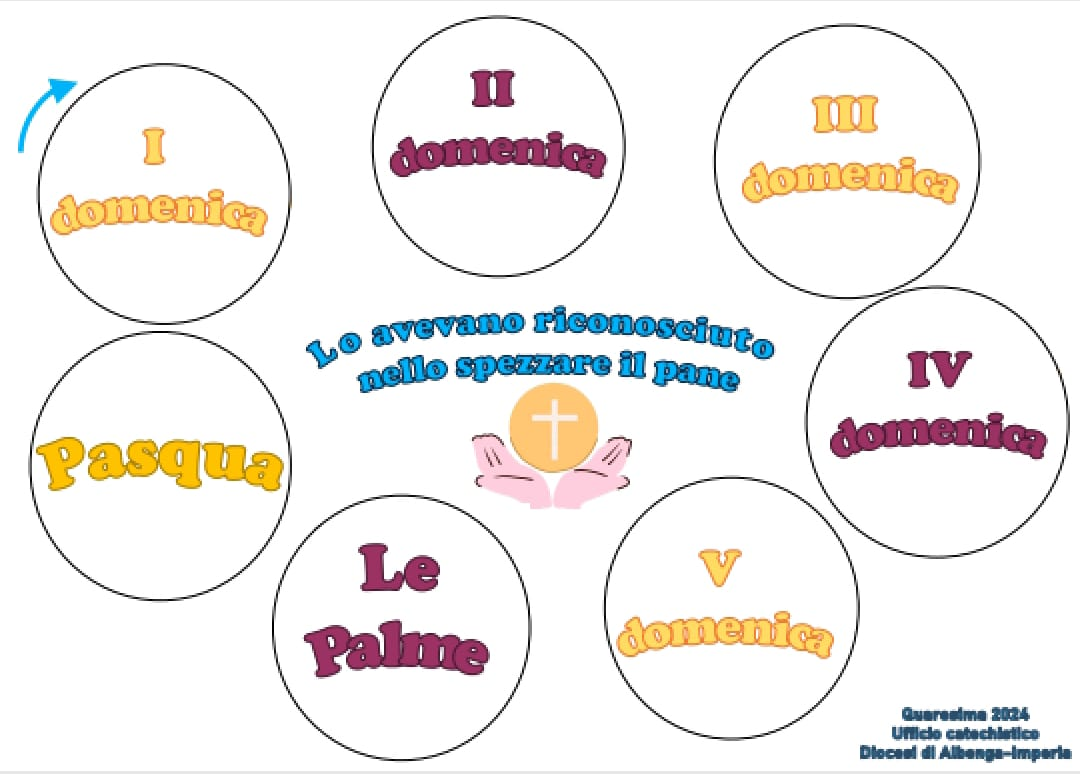 I
domenica
II
domenica
III
domenica
IV
domenica
V
domenica
Le
Palme
Pasqua
Lo avevano riconosciuto
nello spezzare il pane
Quaresima 2024
Ufficio catechistico
Diocesi di Albenga-Imperia